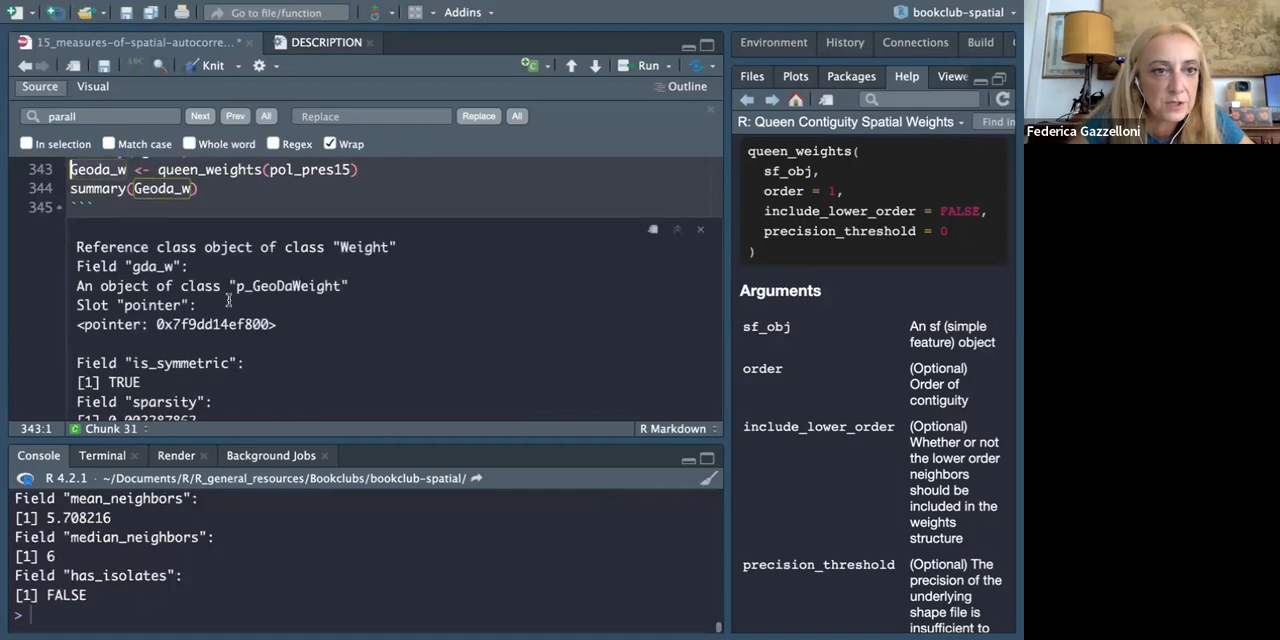 Go to file/function
Addins
bookclub-spatial
15_measures-of-spatial-autocorre... *
DESCRIPTION
ABC
Knit
Run
Source
Visual
Outline
parall
Next
Prev
All
Replace
Replace
All
In selection
Match case
Whole word
Regex
Wrap
343
Geoda_w <- queen_weights(pol_pres15)
344
summary(Geoda_w)
345
```
Reference class object of class "Weight"
Field "gda_w":
An object of class "p_GeoDaWeight"
Slot "pointer":
<pointer: 0x7f9dd14ef800>
Field "is_symmetric":
[1] TRUE
Field "sparsity":
343:1
Chunk 31
R Markdown
Console
Terminal
Render
Background Jobs
R 4.2.1 · ~/Documents/R/R_general_resources/Bookclubs/bookclub-spatial/
Field "mean_neighbors":
[1] 5.708216
Field "median_neighbors":
[1] 6
Field "has_isolates":
[1] FALSE
>
Environment
History
Connections
Build
Files
Plots
Packages
Help
R: Queen Contiguity Spatial Weights
queen_weights(
sf_obj,
order = 1,
include_lower_order = FALSE,
precision_threshold = 0
)
Arguments
sf_obj
An sf (simple
feature) object
order
(Optional)
Order of
contiguity
include_lower_order
(Optional)
Whether or not
the lower order
neighbors
should be
included in the
weights
structure
precision_threshold
(Optional) The
precision of the
underlying
shape file is
insufficient to
Federica Gazzelloni